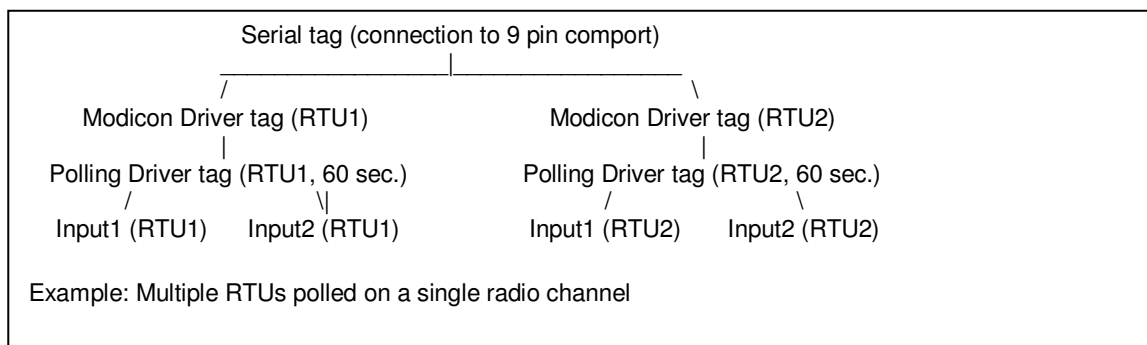 Serial tag (connection to 9 pin comport)
_________________|_________________
/ \
Modicon Driver tag (RTU1) Modicon Driver tag (RTU2)
| |
Polling Driver tag (RTU1, 60 sec.) Polling Driver tag (RTU2, 60 sec.)
/ \| / \
Input1 (RTU1) Input2 (RTU1) Input1 (RTU2) Input2 (RTU2)
Example: Multiple RTUs polled on a single radio channel